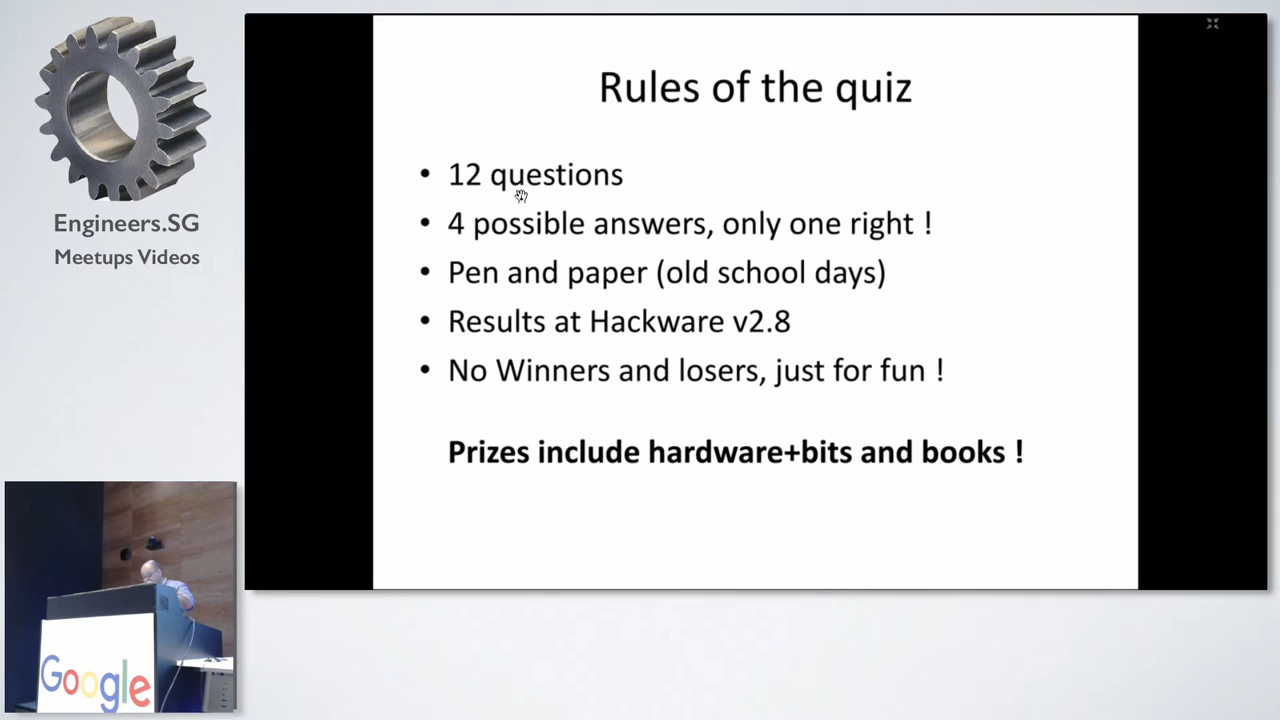 Rules of the quiz
• 12 questions
• 4 possible answers, only one right !
• Pen and paper (old school days)
• Results at Hackware v2.8
• No Winners and losers, just for fun !
Prizes include hardware+bits and books !
Engineers.SG
Meetups Videos
Google